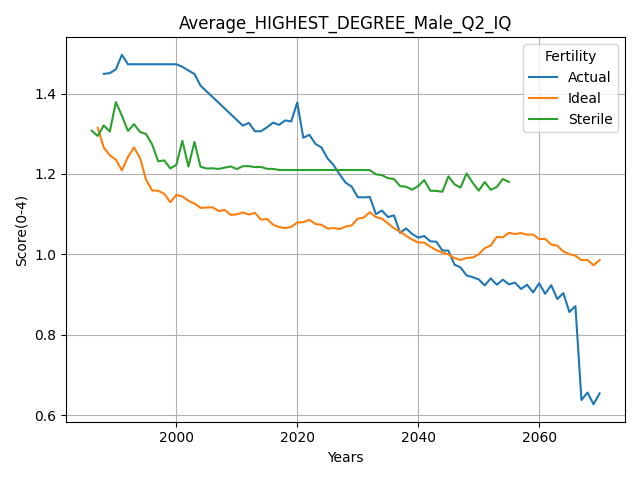 Average_HIGHEST_DEGREE_Male_Q2_IQ
Fertility
Actual
Ideal
Sterile
Score(0-4)
1.4
1.2
1.0
0.8
0.6
2000
2020
2040
2060
Years